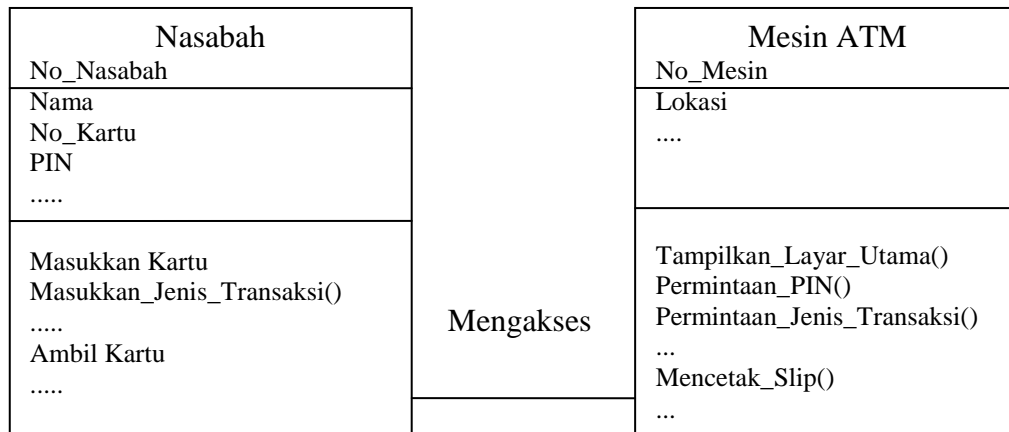 Nasabah
No_Nasabah
Nama
No_Kartu
PIN
.....
Masukkan Kartu
Masukkan_Jenis_Transaksi()
.....
Ambil Kartu
.....
Mengakses
Mesin ATM
No_Mesin
Lokasi
....
Tampilkan_Layar_Utama()
Permintaan_PIN()
Permintaan_Jenis_Transaksi()
...
Mencetak_Slip()
...